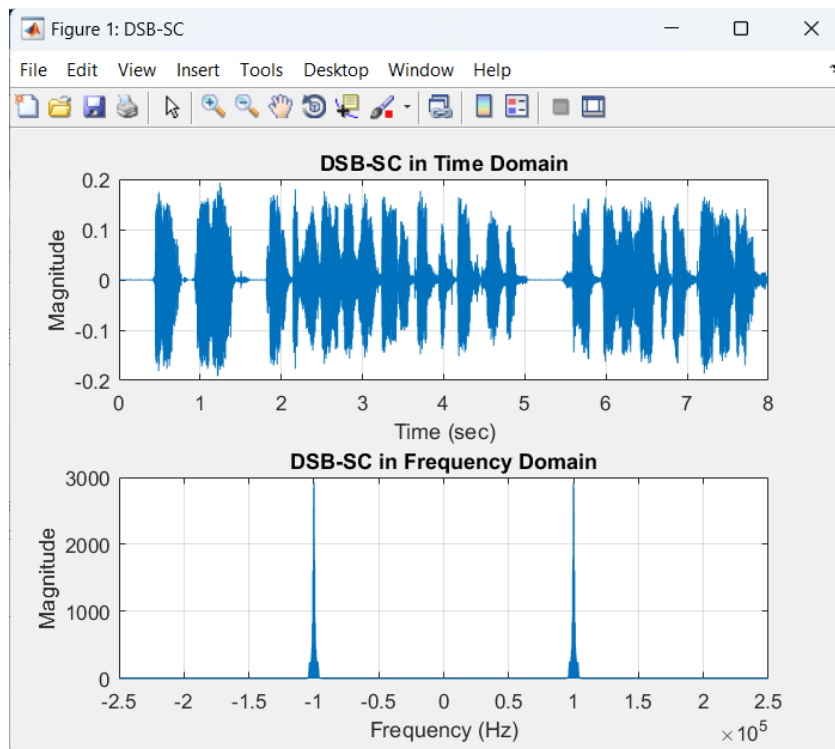 Figure 1: DSB-SC
File Edit View Insert Tools Desktop Window Help
DSB-SC in Time Domain
0.2
0.1
0
-0.1
-0.2
Magnitude
0 1 2 3 4 5 6 7 8
Time (sec)
DSB-SC in Frequency Domain
3000
2000
1000
0
Magnitude
-2.5 -2 -1.5 -1 -0.5 0 0.5 1 1.5 2 2.5
Frequency (Hz)
×10⁵